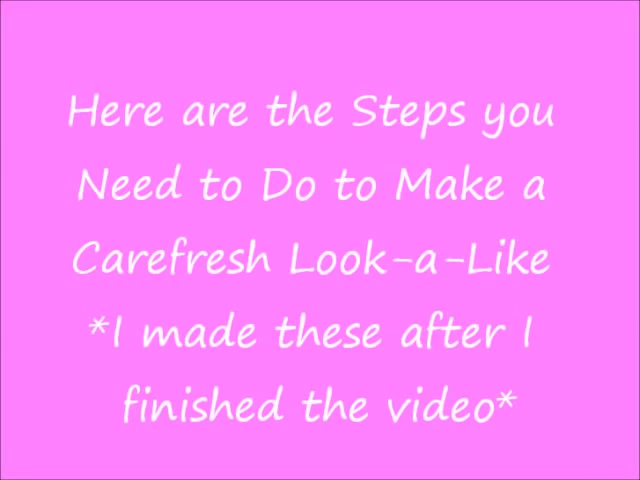 Here are the Steps you
Need to Do to Make a
Carefresh Look-a-Like
*I made these after I
finished the video*